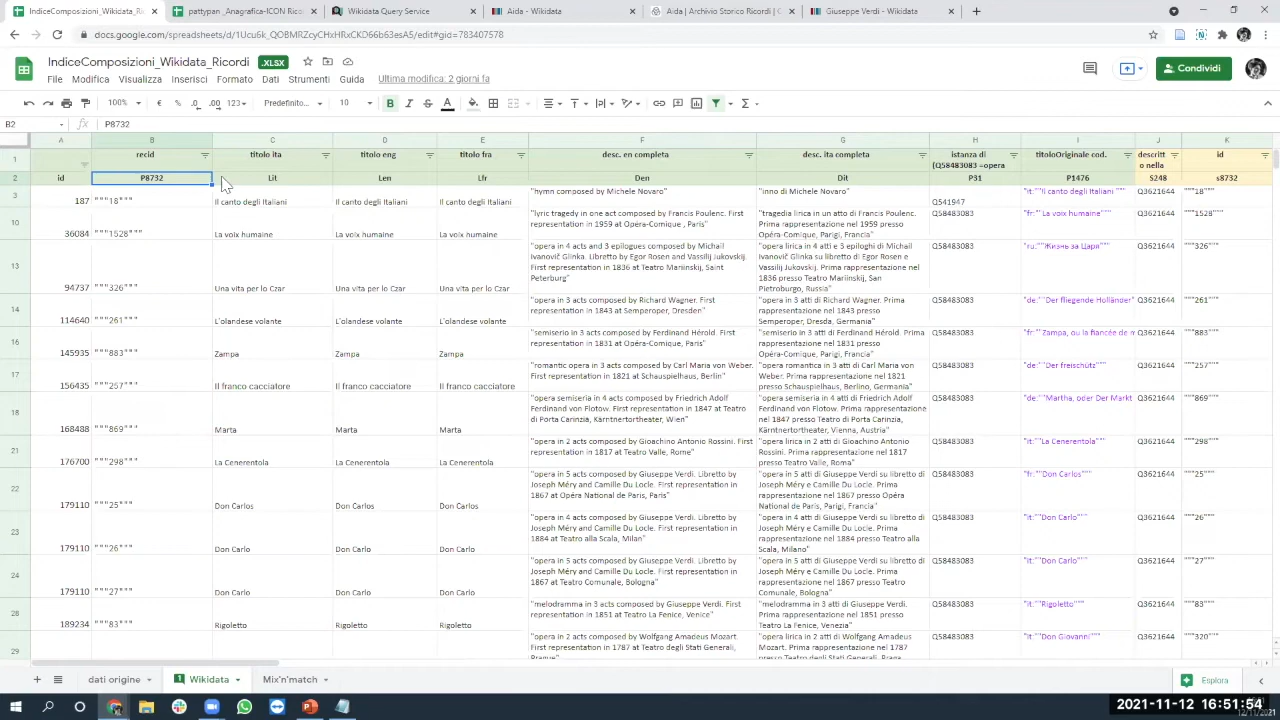 IndiceComposizioni_Wikidata_Ri
pattypan _Anagrafica-ICON Ricor
Wikidata Query Service
Aida - Wikidata
Aida | Archivio Storico Ricordi | C
Giuseppe Verdi - Wikidata
docs.google.com/spreadsheets/d/1Ucu6k_QOBMRZcyCHxHRxCKD66b63esA5/edit#gid=783407578
IndiceComposizioni_Wikidata_Ricordi .XLSX
File Modifica Visualizza Inserisci Formato Dati Strumenti Guida Ultima modifica: 2 giorni fa
Condividi
100% € % .0 .00 123 Predefinito... 10 B I S A
B2 fx P8732
A B C D E F G H I J K
1 recid titolo ita titolo eng titolo fra desc. en completa desc. ita completa istanza di (Q58483083 =opera titoloOriginale cod. descritt o nella id
2 id P8732 Lit Len Lfr Den Dit P31 P1476 S248 s8732
3 187 """18""" Il canto degli Italiani Il canto degli Italiani Il canto degli Italiani "hymn composed by Michele Novaro" "inno di Michele Novaro" Q541947 "it:""Il canto degli Italiani """ Q3621644 """18"""
10 36084 """1528""" La voix humaine La voix humaine La voix humaine "lyric tragedy in one act composed by Francis Poulenc. First representation in 1959 at Opéra-Comique , Paris" "tragedia lirica in un atto di Francis Poulenc. Prima rappresentazione nel 1959 presso Opéra-Comique, Parigi, Francia" Q58483083 "fr:""La voix humaine""" Q3621644 """1528"""
13 94737 """326""" Una vita per lo Czar Una vita per lo Czar Una vita per lo Czar "opera in 4 acts and 3 epilogues composed by Michail Ivanovič Glinka. Libretto by Egor Rosen and Vassilij Jukovskij. First representation in 1836 at Teatro Mariinskij, Saint Peterburg" "opera lirica in 4 atti e 3 epiloghi di Michail Ivanovič Glinka su libretto di Egor Rosen e Vassilij Jukovskij. Prima rappresentazione nel 1836 presso Teatro Mariinskij, San Pietroburgo, Russia" Q58483083 "ru:""Жизнь за Царя""" Q3621644 """326"""
14 114640 """261""" L'olandese volante L'olandese volante L'olandese volante "opera in 3 acts composed by Richard Wagner. First representation in 1843 at Semperoper, Dresden" "opera in 3 atti di Richard Wagner. Prima rappresentazione nel 1843 presso Semperoper, Dresda, Germania" Q58483083 "de:""Der fliegende Holländer" Q3621644 """261"""
16 145935 """883""" Zampa Zampa Zampa "semiserio in 3 acts composed by Ferdinand Hérold. First representation in 1831 at Opéra-Comique, Paris" "semiserio in 3 atti di Ferdinand Hérold. Prima rappresentazione nel 1831 presso Opéra-Comique, Parigi, Francia" Q58483083 "fr:""Zampa, ou la fiancée de m Q3621644 """883"""
17 156435 """257""" Il franco cacciatore Il franco cacciatore Il franco cacciatore "romantic opera in 3 acts composed by Carl Maria von Weber. First representation in 1821 at Schauspielhaus, Berlin" "opera romantica in 3 atti di Carl Maria von Weber. Prima rappresentazione nel 1821 presso Schauspielhaus, Berlino, Germania" Q58483083 "de:""Der freischütz""" Q3621644 """257"""
18 168488 """869""" Marta Marta Marta "opera semiseria in 4 acts composed by Friedrich Adolf Ferdinand von Flotow. First representation in 1847 at Teatro di Porta Carinzia, Kärntnertortheater, Wien" "opera semiseria in 4 atti di Friedrich Adolf Ferdinand von Flotow. Prima rappresentazione nel 1847 presso Teatro di Porta Carinzia, Kärntnertortheater, Vienna, Austria" Q58483083 "de:""Martha, oder Der Markt Q3621644 """869"""
21 176700 """298""" La Cenerentola La Cenerentola La Cenerentola "opera in 2 acts composed by Gioachino Antonio Rossini. First representation in 1817 at Teatro Valle, Rome" "opera lirica in 2 atti di Gioachino Antonio Rossini. Prima rappresentazione nel 1817 presso Teatro Valle, Roma" Q58483083 "it:""La Cenerentola""" Q3621644 """298"""
22 179110 """25""" Don Carlos Don Carlos Don Carlos "opera in 5 acts composed by Giuseppe Verdi. Libretto by Joseph Méry and Camille Du Locle. First representation in 1867 at Opéra National de Paris, Paris" "opera lirica in 5 atti di Giuseppe Verdi su libretto di Joseph Méry e Camille Du Locle. Prima rappresentazione nel 1867 presso Opéra National de Paris, Parigi, Francia" Q58483083 "fr:""Don Carlos""" Q3621644 """25"""
23 179110 """26""" Don Carlo Don Carlo Don Carlo "opera in 4 acts composed by Giuseppe Verdi. Libretto by Joseph Méry and Camille Du Locle. First representation in 1884 at Teatro alla Scala, Milan" "opera lirica in 4 atti di Giuseppe Verdi su libretto di Joseph Méry e Camille Du Locle. Prima rappresentazione nel 1884 presso Teatro alla Scala, Milano" Q58483083 "it:""Don Carlo""" Q3621644 """26"""
24 179110 """27""" Don Carlo Don Carlo Don Carlo "opera in 5 acts composed by Giuseppe Verdi. Libretto by Joseph Méry and Camille Du Locle. First representation in 1867 at Teatro Comunale, Bologna" "opera lirica in 5 atti di Giuseppe Verdi su libretto di Joseph Méry e Camille Du Locle. Prima rappresentazione nel 1867 presso Teatro Comunale, Bologna" Q58483083 "it:""Don Carlo""" Q3621644 """27"""
28 189234 """83""" Rigoletto Rigoletto Rigoletto "melodramma in 3 acts composed by Giuseppe Verdi. First representation in 1851 at Teatro La Fenice, Venice" "melodramma in 3 atti di Giuseppe Verdi. Prima rappresentazione nel 1851 presso Teatro La Fenice, Venezia" Q58483083 "it:""Rigoletto""" Q3621644 """83"""
29 "opera in 2 acts composed by Wolfgang Amadeus Mozart. First representation in 1787 at Teatro degli Stati Generali, Prague" "opera lirica in 2 atti di Wolfgang Amadeus Mozart. Prima rappresentazione nel 1787 presso Teatro degli Stati Generali, Praga" Q58483083 "it:""Don Giovanni""" Q3621644 """320"""
dati origine 1 Wikidata Mix'n'match Esplora
2021-11-12 16:51:54
12/11/2021